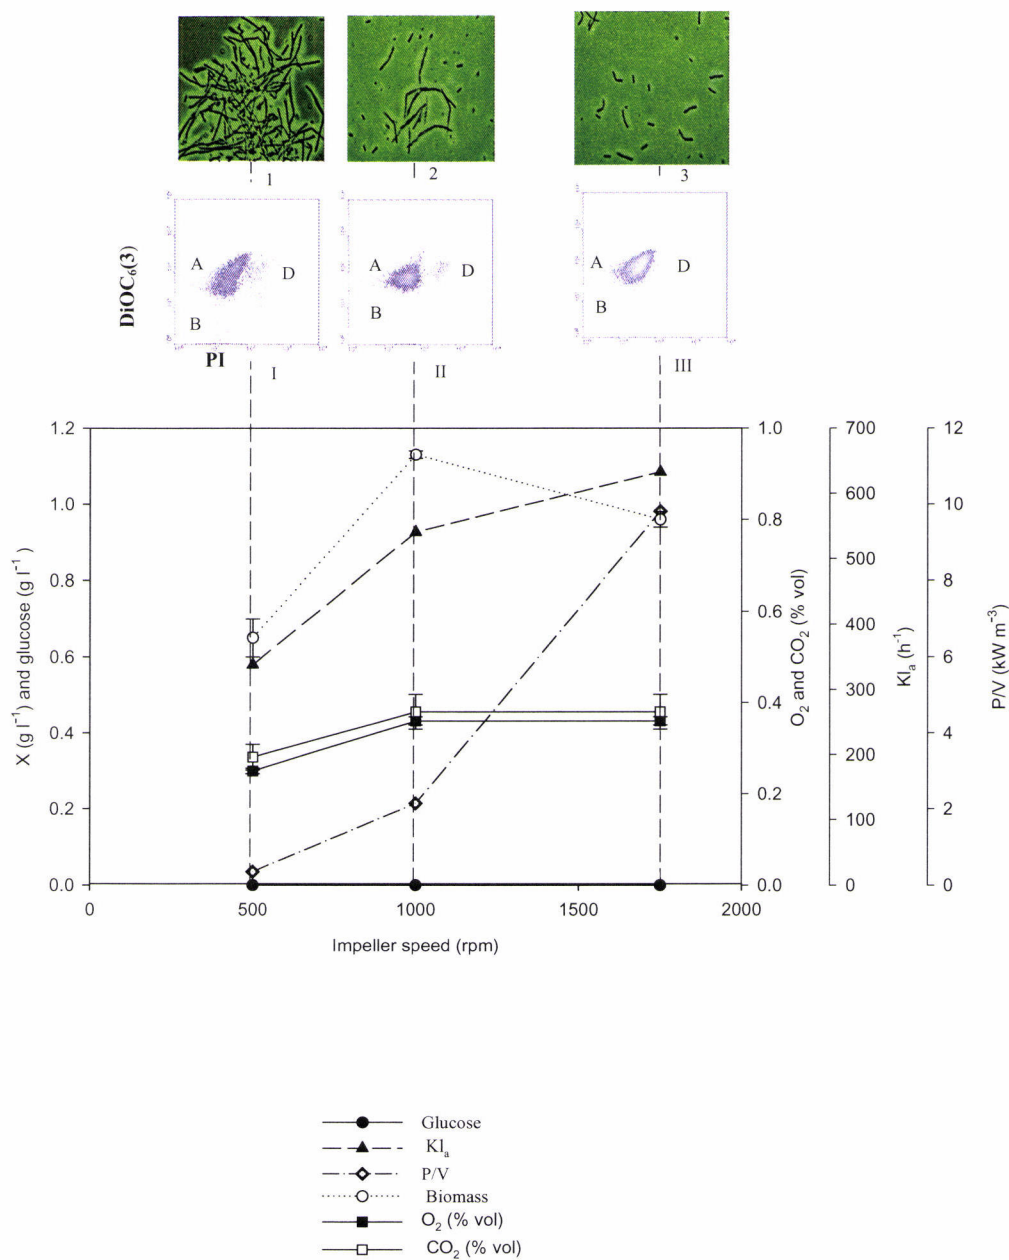 1 2 3
DiOC6(3)
A D A D A D
B B B
PI
I II III
1.2 1.0 700 12
1.0 0.8 600 10
0.8 0.6 500 8
0.6 0.4 400 6
0.4 0.2 300 4
0.2 0.0 200 2
0.0 100 0
0
X (g l-1) and glucose (g l-1)
O2 and CO2 (% vol)
Kla (h-1)
P/V (kW m-3)
0 500 1000 1500 2000
Impeller speed (rpm)
Glucose
Kla
P/V
Biomass
O2 (% vol)
CO2 (% vol)